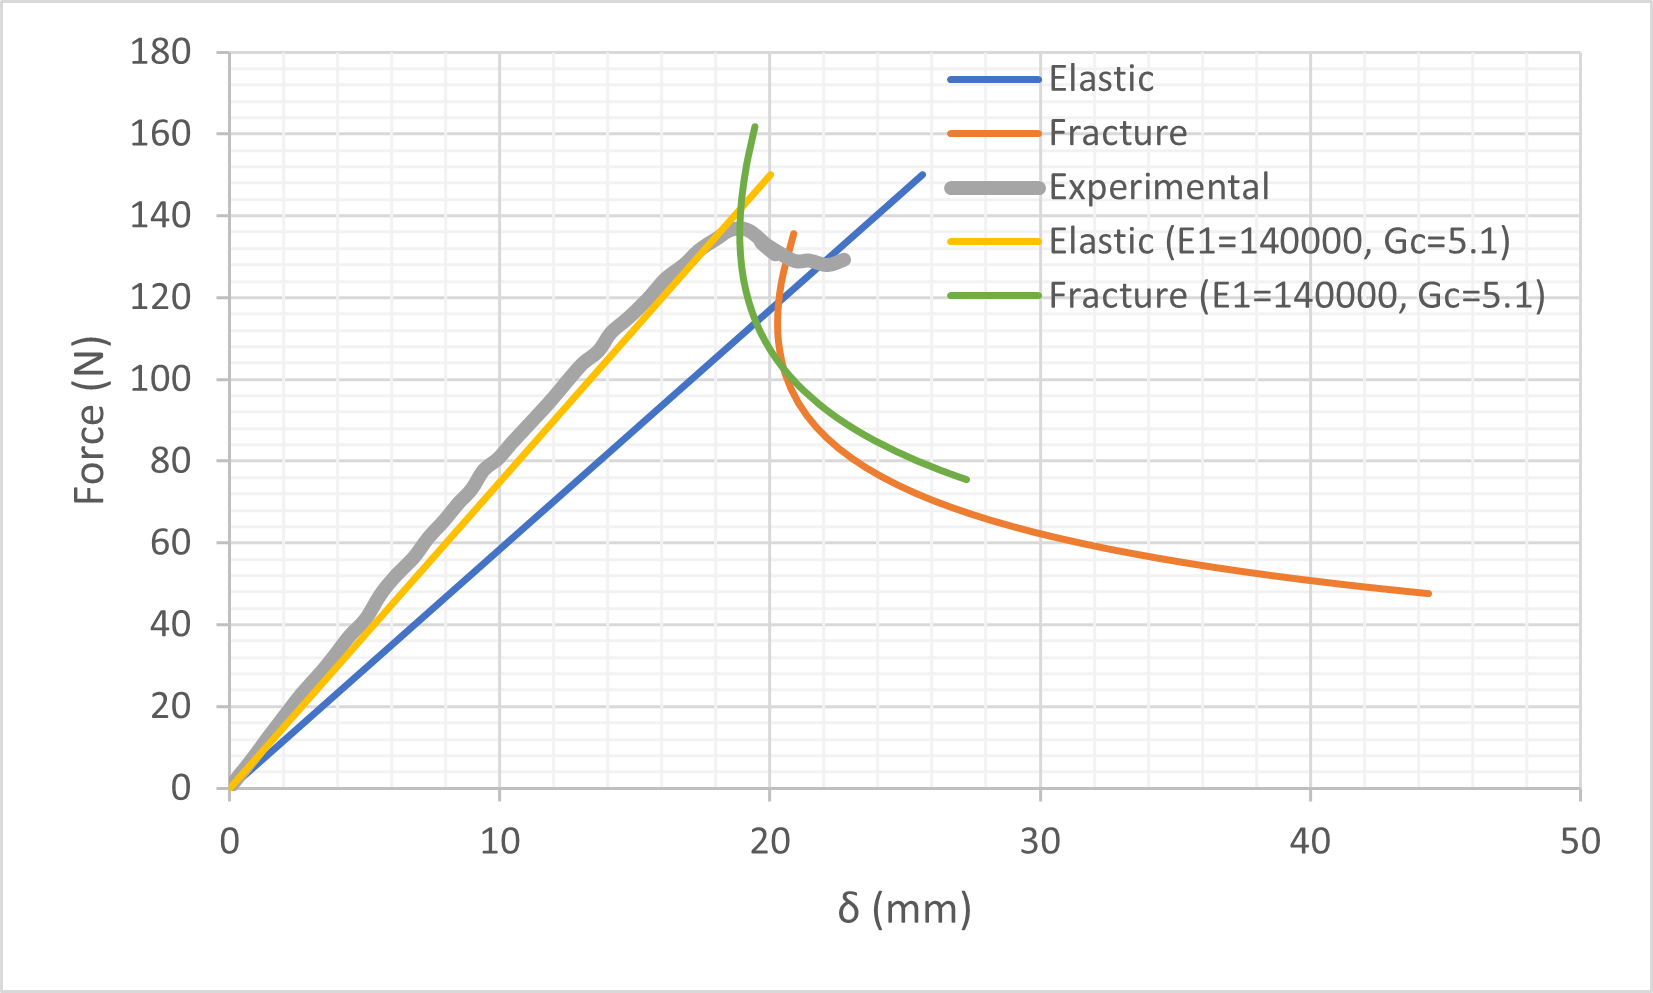 180
160
140
120
100
80
60
40
20
0
Force (N)
0 10 20 30 40 50
δ (mm)
Elastic
Fracture
Experimental
Elastic (E1=140000, Gc=5.1)
Fracture (E1=140000, Gc=5.1)